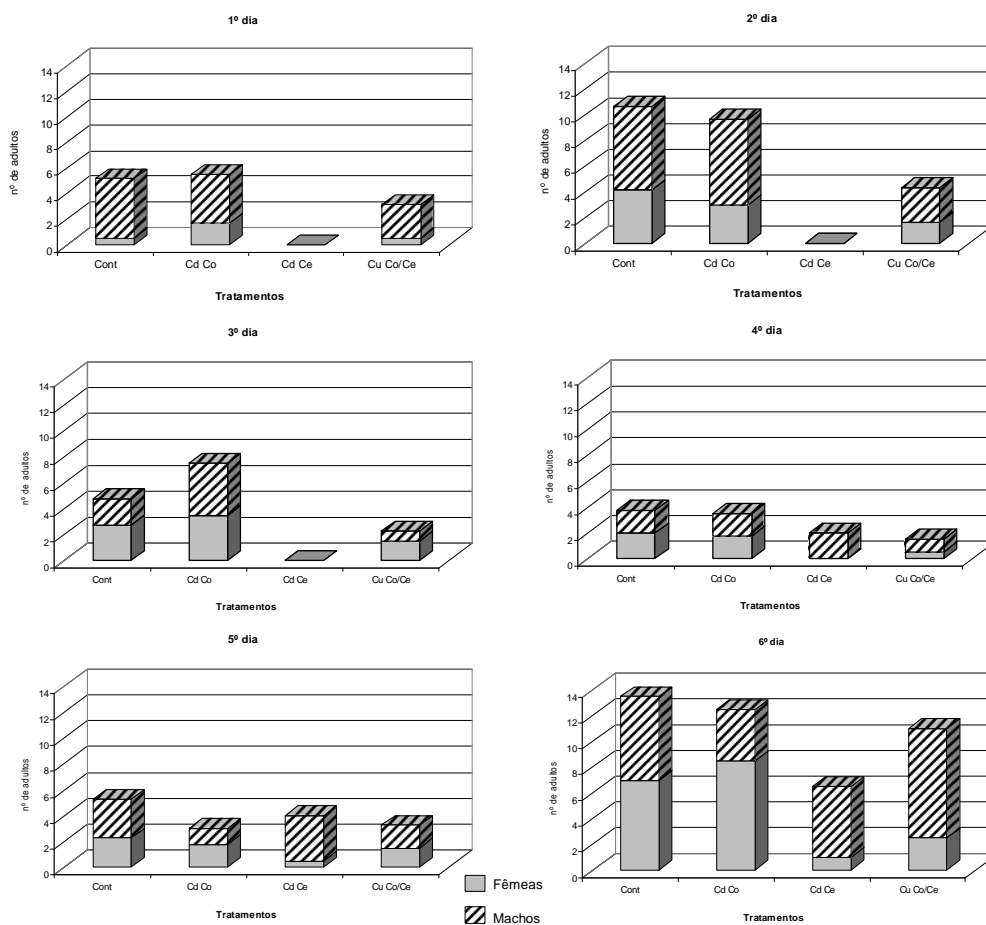 1º dia
nº de adultos
14
12
10
8
6
4
2
0
Cont Cd Co Cd Ce Cu Co/Ce
Tratamentos
2º dia
nº de adultos
14
12
10
8
6
4
2
0
Cont Cd Co Cd Ce Cu Co/Ce
Tratamentos
3º dia
nº de adultos
14
12
10
8
6
4
2
0
Cont Cd Co Cd Ce Cu Co/Ce
Tratamentos
4º dia
nº de adultos
14
12
10
8
6
4
2
0
Cont Cd Co Cd Ce Cu Co/Ce
Tratamentos
5º dia
nº de adultos
14
12
10
8
6
4
2
0
Cont Cd Co Cd Ce Cu Co/Ce
Tratamentos
6º dia
nº de adultos
14
12
10
8
6
4
2
0
Cont Cd Co Cd Ce Cu Co/Ce
Tratamentos
Fêmeas
Machos